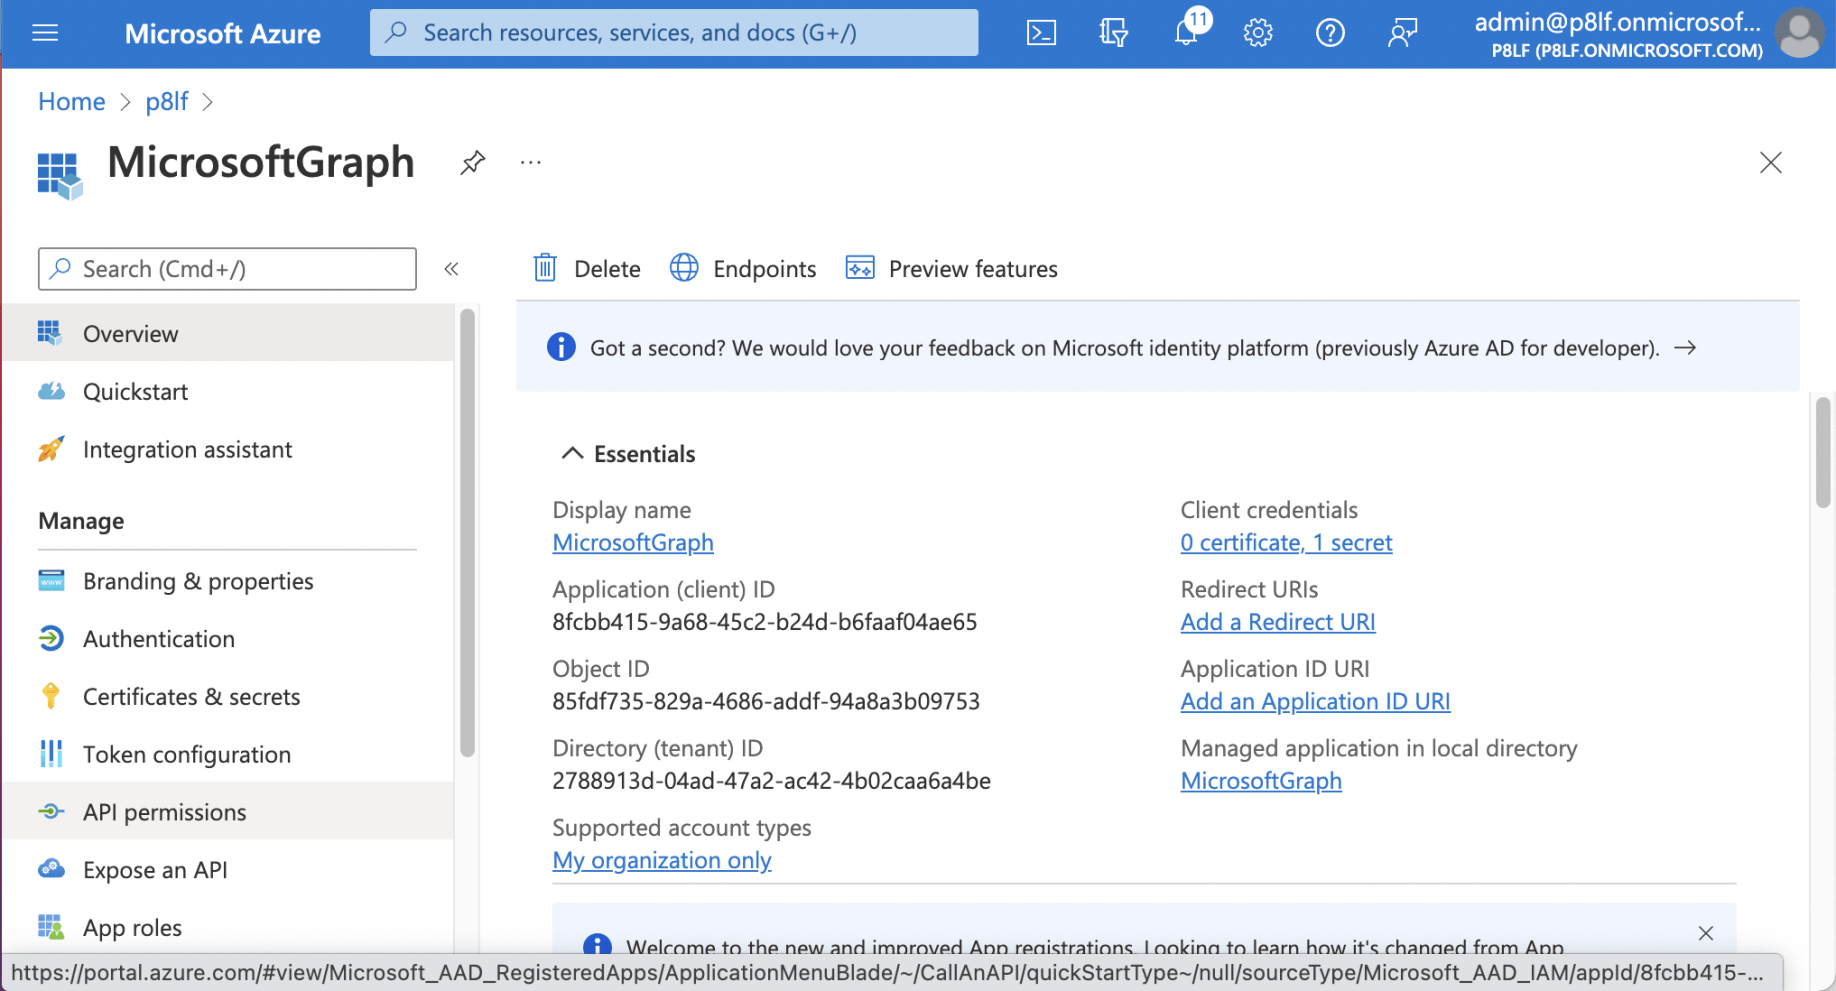 Microsoft Azure
Search resources, services, and docs (G+/)
11
admin@p8lf.onmicrosof...
P8LF (P8LF.ONMICROSOFT.COM)
Home > p8lf >
MicrosoftGraph
...
Search (Cmd+/)
«
Delete
Endpoints
Preview features
Overview
Quickstart
Integration assistant
Manage
Branding & properties
Authentication
Certificates & secrets
Token configuration
API permissions
Expose an API
App roles
Got a second? We would love your feedback on Microsoft identity platform (previously Azure AD for developer). →
Essentials
Display name
MicrosoftGraph
Application (client) ID
8fcbb415-9a68-45c2-b24d-b6faaf04ae65
Object ID
85fdf735-829a-4686-addf-94a8a3b09753
Directory (tenant) ID
2788913d-04ad-47a2-ac42-4b02caa6a4be
Supported account types
My organization only
Client credentials
0 certificate, 1 secret
Redirect URIs
Add a Redirect URI
Application ID URI
Add an Application ID URI
Managed application in local directory
MicrosoftGraph
Welcome to the new and improved App registrations. Looking to learn how it's changed from App
https://portal.azure.com/#view/Microsoft_AAD_RegisteredApps/ApplicationMenuBlade/~/CallAnAPI/quickStartType~/null/sourceType/Microsoft_AAD_IAM/appId/8fcbb415-...